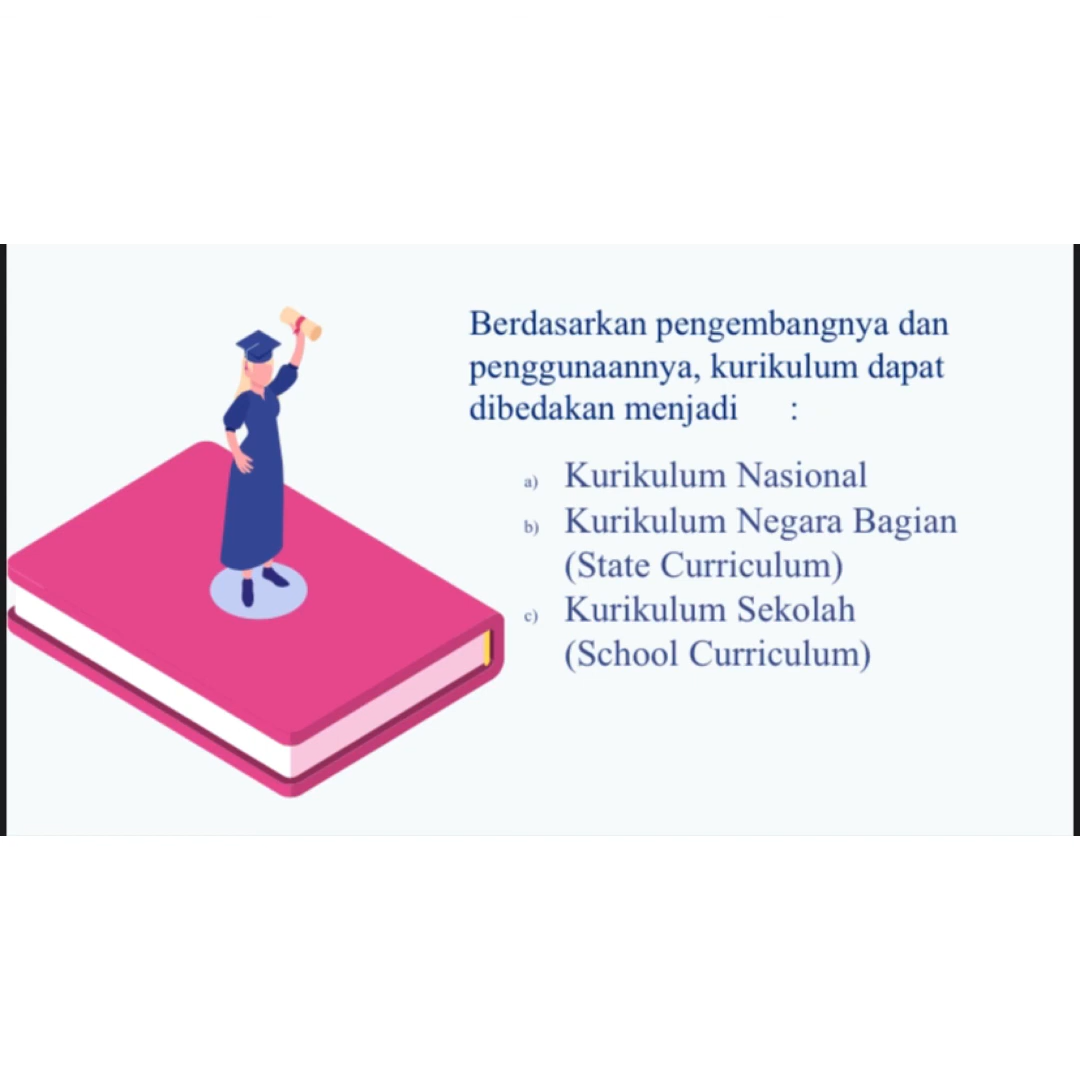 Berdasarkan pengembangnya dan
penggunaannya, kurikulum dapat
dibedakan menjadi :
a) Kurikulum Nasional
b) Kurikulum Negara Bagian
(State Curriculum)
c) Kurikulum Sekolah
(School Curriculum)